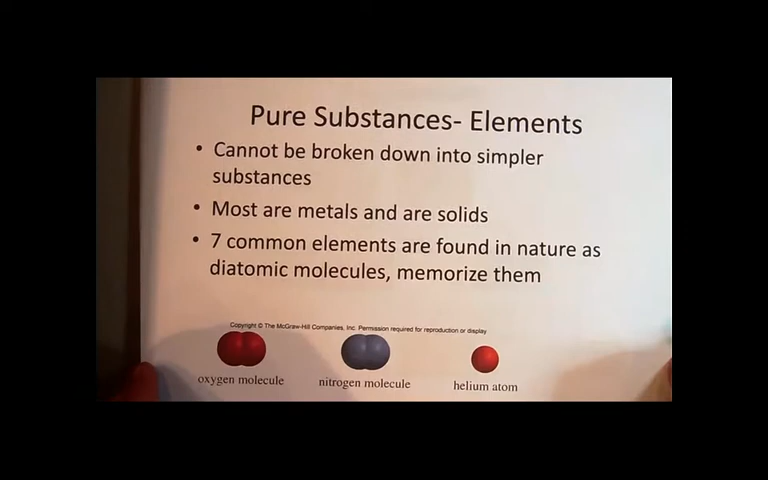 Pure Substances- Elements
• Cannot be broken down into simpler
substances
• Most are metals and are solids
• 7 common elements are found in nature as
diatomic molecules, memorize them
Copyright © The McGraw-Hill Companies, Inc. Permission required for reproduction or display
oxygen molecule nitrogen molecule helium atom